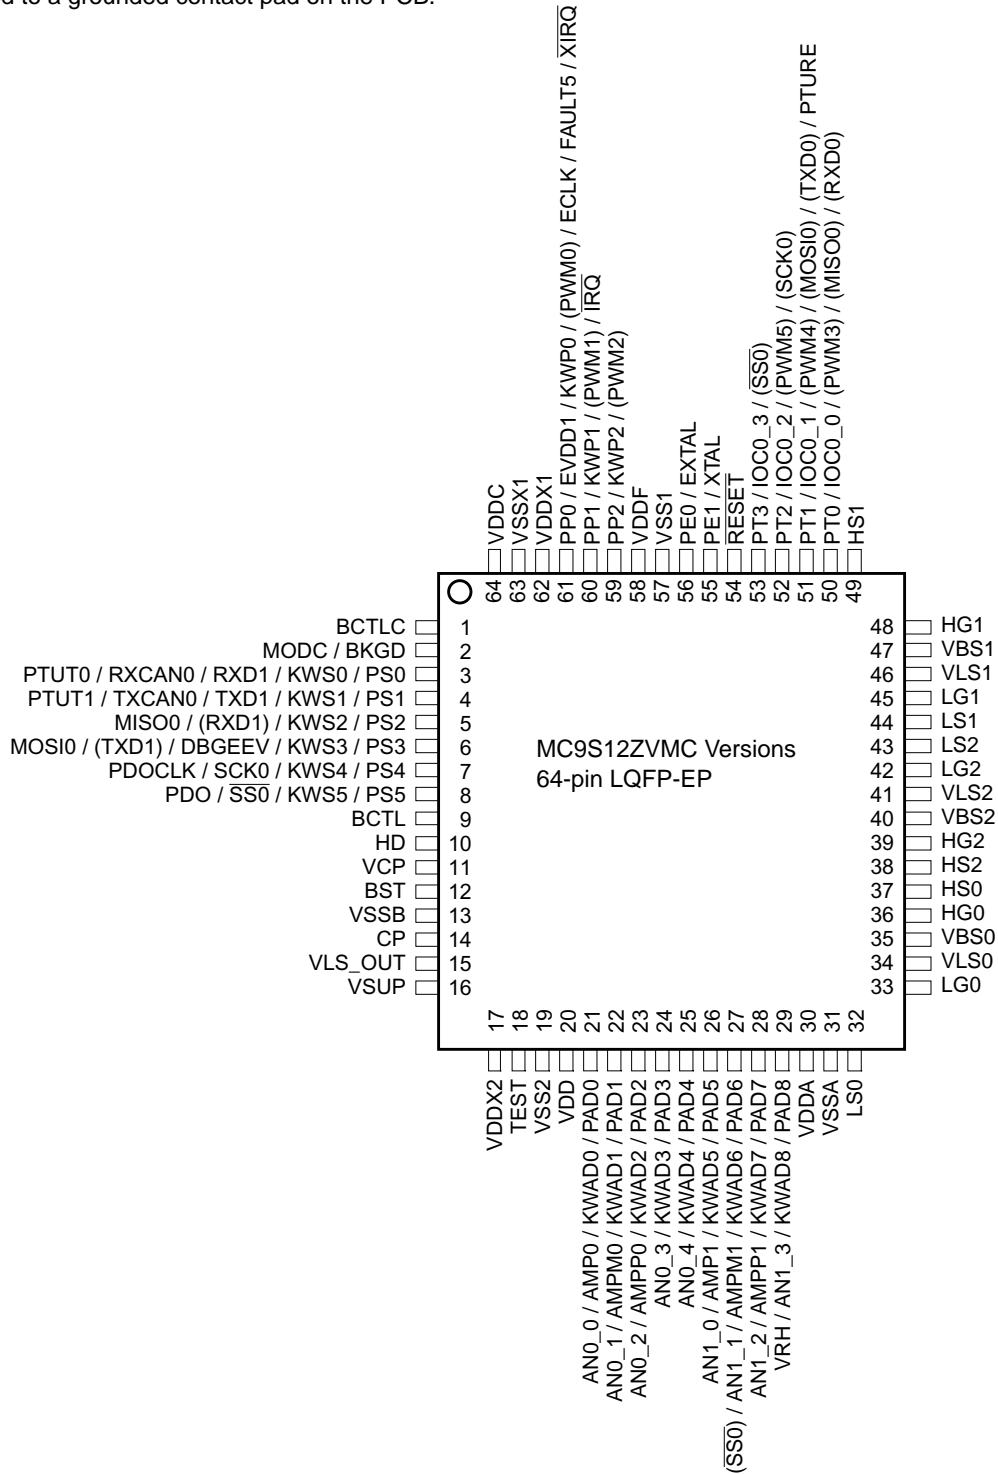 d to a grounded contact pad on the PCB.
VDDC
VSSX1
VDDX1
PP0 / EVDD1 / KWP0 / (PWM0) / ECLK / FAULT5 / XIRQ
PP1 / KWP1 / (PWM1) / IRQ
PP2 / KWP2 / (PWM2)
VDDF
VSS1
PE0 / EXTAL
PE1 / XTAL
RESET
PT3 / IOC0_3 / (SS0)
PT2 / IOC0_2 / (PWM5) / (SCK0)
PT1 / IOC0_1 / (PWM4) / (MOSI0) / (TXD0) / PTURE
PT0 / IOC0_0 / (PWM3) / (MISO0) / (RXD0)
HS1
64
63
62
61
60
59
58
57
56
55
54
53
52
51
50
49
BCTLC 1
MODC / BKGD 2
PTUT0 / RXCAN0 / RXD1 / KWS0 / PS0 3
PTUT1 / TXCAN0 / TXD1 / KWS1 / PS1 4
MISO0 / (RXD1) / KWS2 / PS2 5
MOSI0 / (TXD1) / DBGEEV / KWS3 / PS3 6
PDOCLK / SCK0 / KWS4 / PS4 7
PDO / SS0 / KWS5 / PS5 8
BCTL 9
HD 10
VCP 11
BST 12
VSSB 13
CP 14
VLS_OUT 15
VSUP 16
MC9S12ZVMC Versions
64-pin LQFP-EP
48 HG1
47 VBS1
46 VLS1
45 LG1
44 LS1
43 LS2
42 LG2
41 VLS2
40 VBS2
39 HG2
38 HS2
37 HS0
36 HG0
35 VBS0
34 VLS0
33 LG0
17
18
19
20
21
22
23
24
25
26
27
28
29
30
31
32
VDDX2
TEST
VSS2
VDD
AN0_0 / AMP0 / KWAD0 / PAD0
AN0_1 / AMPM0 / KWAD1 / PAD1
AN0_2 / AMPP0 / KWAD2 / PAD2
AN0_3 / KWAD3 / PAD3
AN0_4 / KWAD4 / PAD4
AN1_0 / AMP1 / KWAD5 / PAD5
(SS0) / AN1_1 / AMPM1 / KWAD6 / PAD6
AN1_2 / AMPP1 / KWAD7 / PAD7
VRH / AN1_3 / KWAD8 / PAD8
VDDA
VSSA
LS0